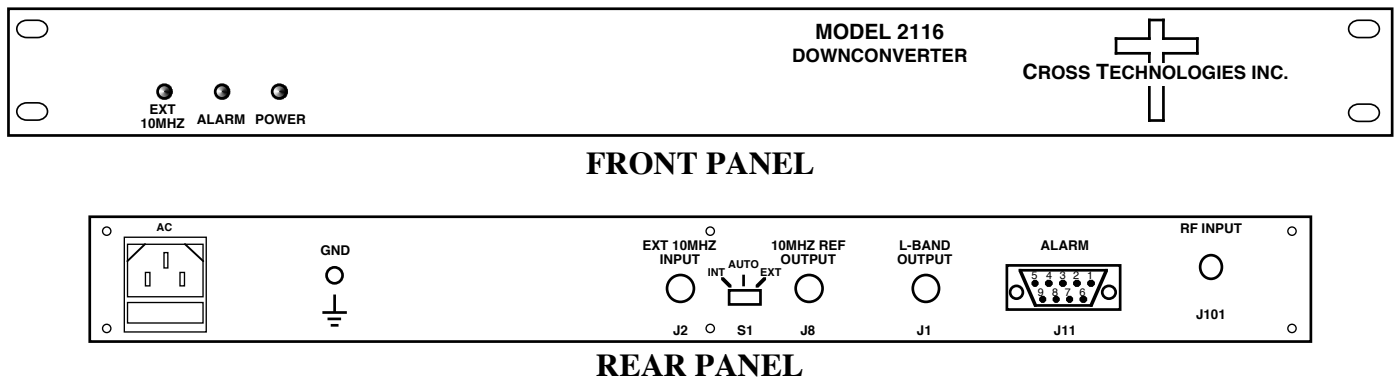 MODEL 2116
DOWNCONVERTER
CROSS TECHNOLOGIES INC.
EXT
10MHZ
ALARM
POWER
FRONT PANEL
AC
GND
EXT 10MHZ
INPUT
J2
INT
AUTO
EXT
S1
10MHZ REF
OUTPUT
J8
L-BAND
OUTPUT
J1
ALARM
5 4 3 2 1
9 8 7 6
J11
RF INPUT
J101
REAR PANEL